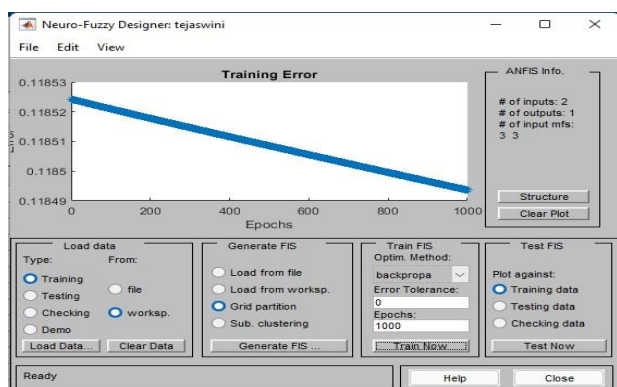 Neuro-Fuzzy Designer: tejaswini
File Edit View
Training Error
0.11853
0.11852
0.11851
0.1185
0.11849
Error
0 200 400 600 800 1000
Epochs
ANFIS Info.
# of inputs: 2
# of outputs: 1
# of input mfs:
3 3
Structure
Clear Plot
Load data
Type: From:
Training
file
Testing
Checking
worksp.
Demo
Load Data... Clear Data
Generate FIS
Load from file
Load from worksp.
Grid partition
Sub. clustering
Generate FIS ...
Train FIS
Optim. Method:
backpropa
Error Tolerance:
0
Epochs:
1000
Train Now
Test FIS
Plot against:
Training data
Testing data
Checking data
Test Now
Ready
Help
Close